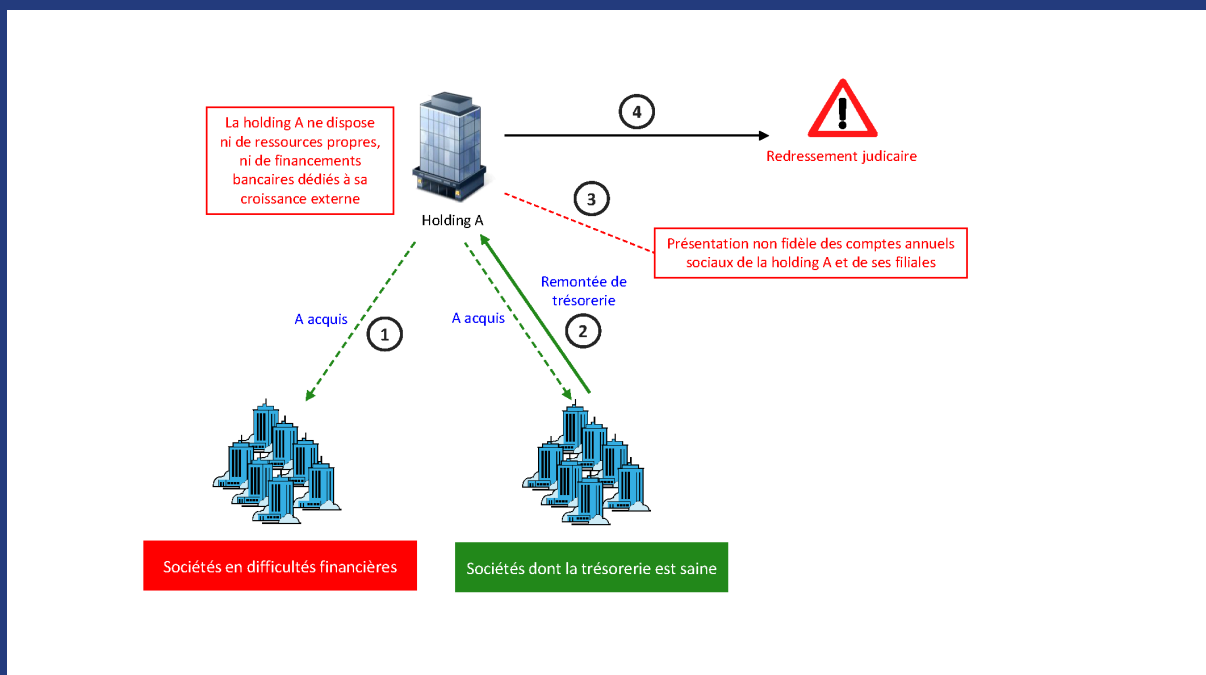 La holding A ne dispose
ni de ressources propres,
ni de financements
bancaires dédiés à sa
croissance externe
Holding A
4
Redressement judicaire
3
Présentation non fidèle des comptes annuels
sociaux de la holding A et de ses filiales
Remontée de
trésorerie
A acquis
1
A acquis
2
Sociétés en difficultés financières
Sociétés dont la trésorerie est saine